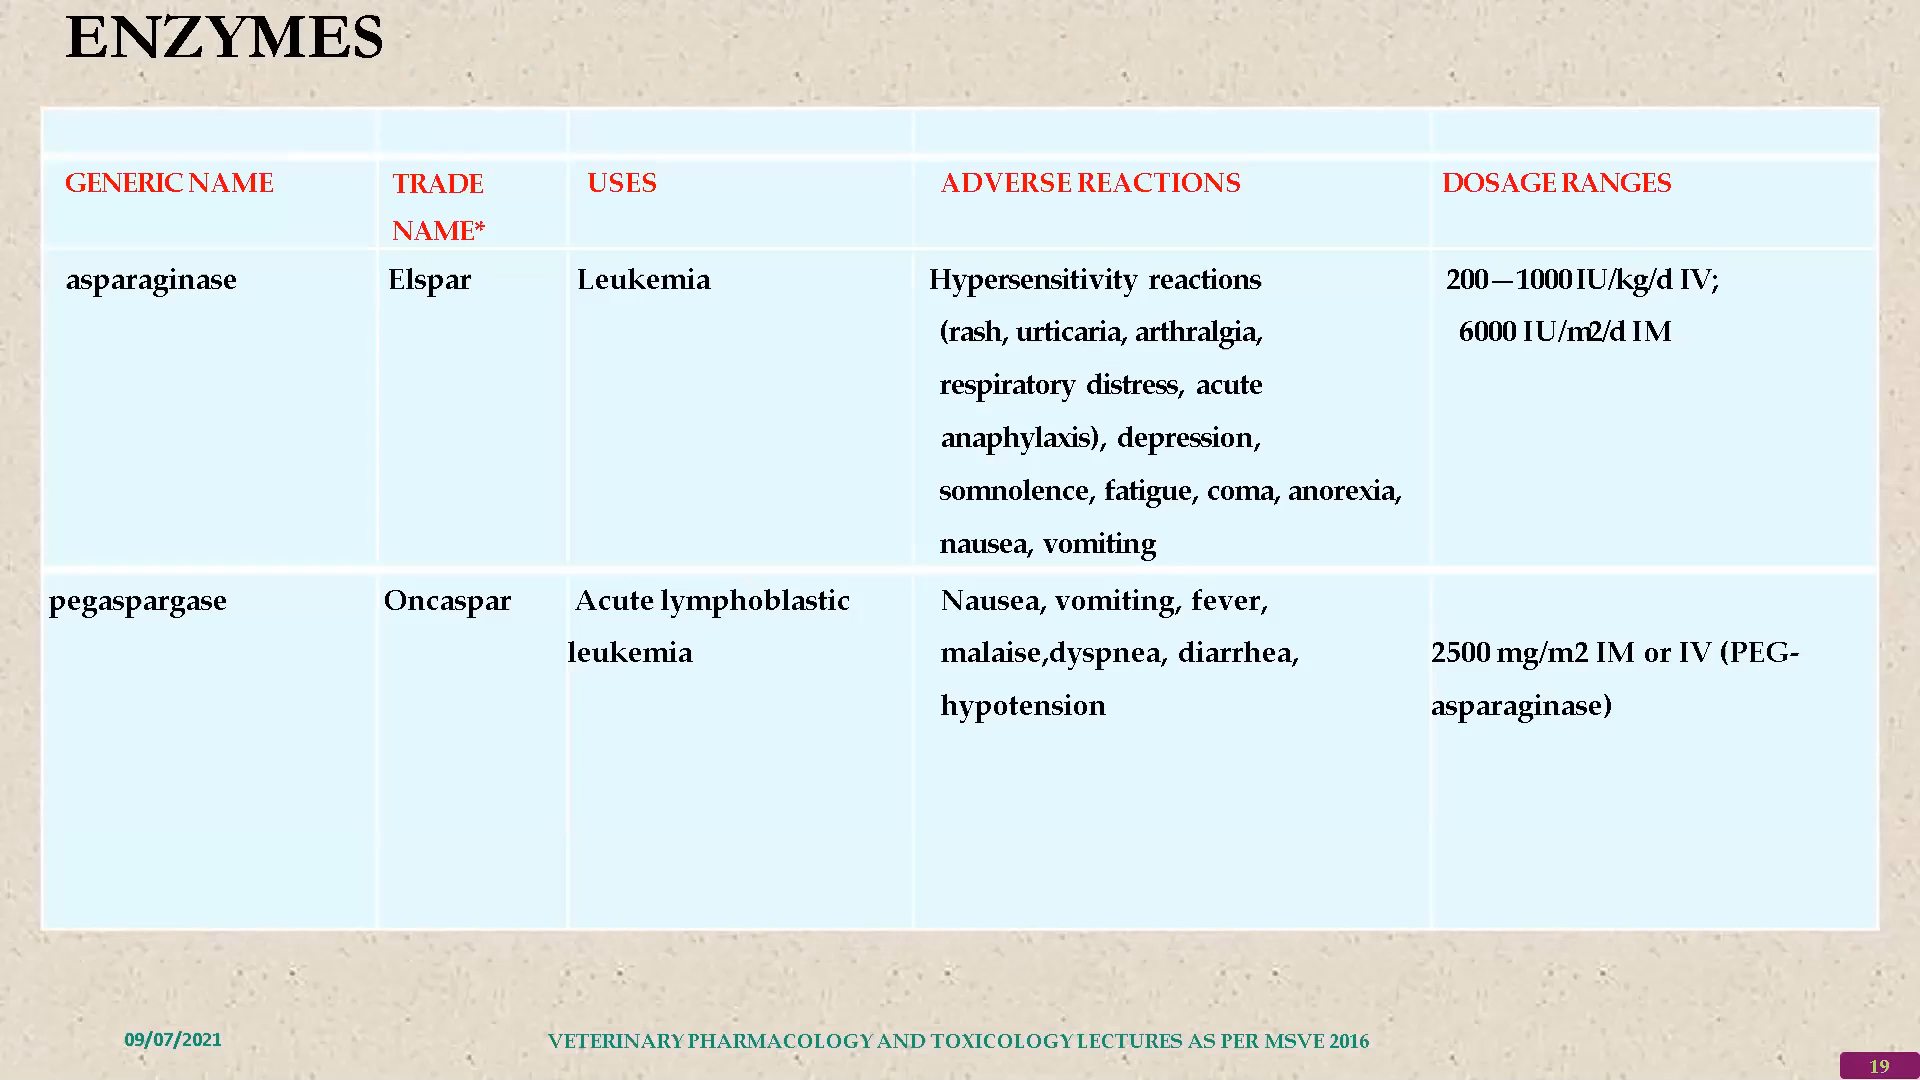 ENZYMES
GENERIC NAME
TRADE
NAME*
USES
ADVERSE REACTIONS
DOSAGE RANGES
asparaginase
Elspar
Leukemia
Hypersensitivity reactions
(rash, urticaria, arthralgia,
respiratory distress, acute
anaphylaxis), depression,
somnolence, fatigue, coma, anorexia,
nausea, vomiting
200—1000 IU/kg/d IV;
6000 IU/m2/d IM
pegaspargase
Oncaspar
Acute lymphoblastic
leukemia
Nausea, vomiting, fever,
malaise,dyspnea, diarrhea,
hypotension
2500 mg/m2 IM or IV (PEG-
asparaginase)
09/07/2021
VETERINARY PHARMACOLOGY AND TOXICOLOGY LECTURES AS PER MSVE 2016
19